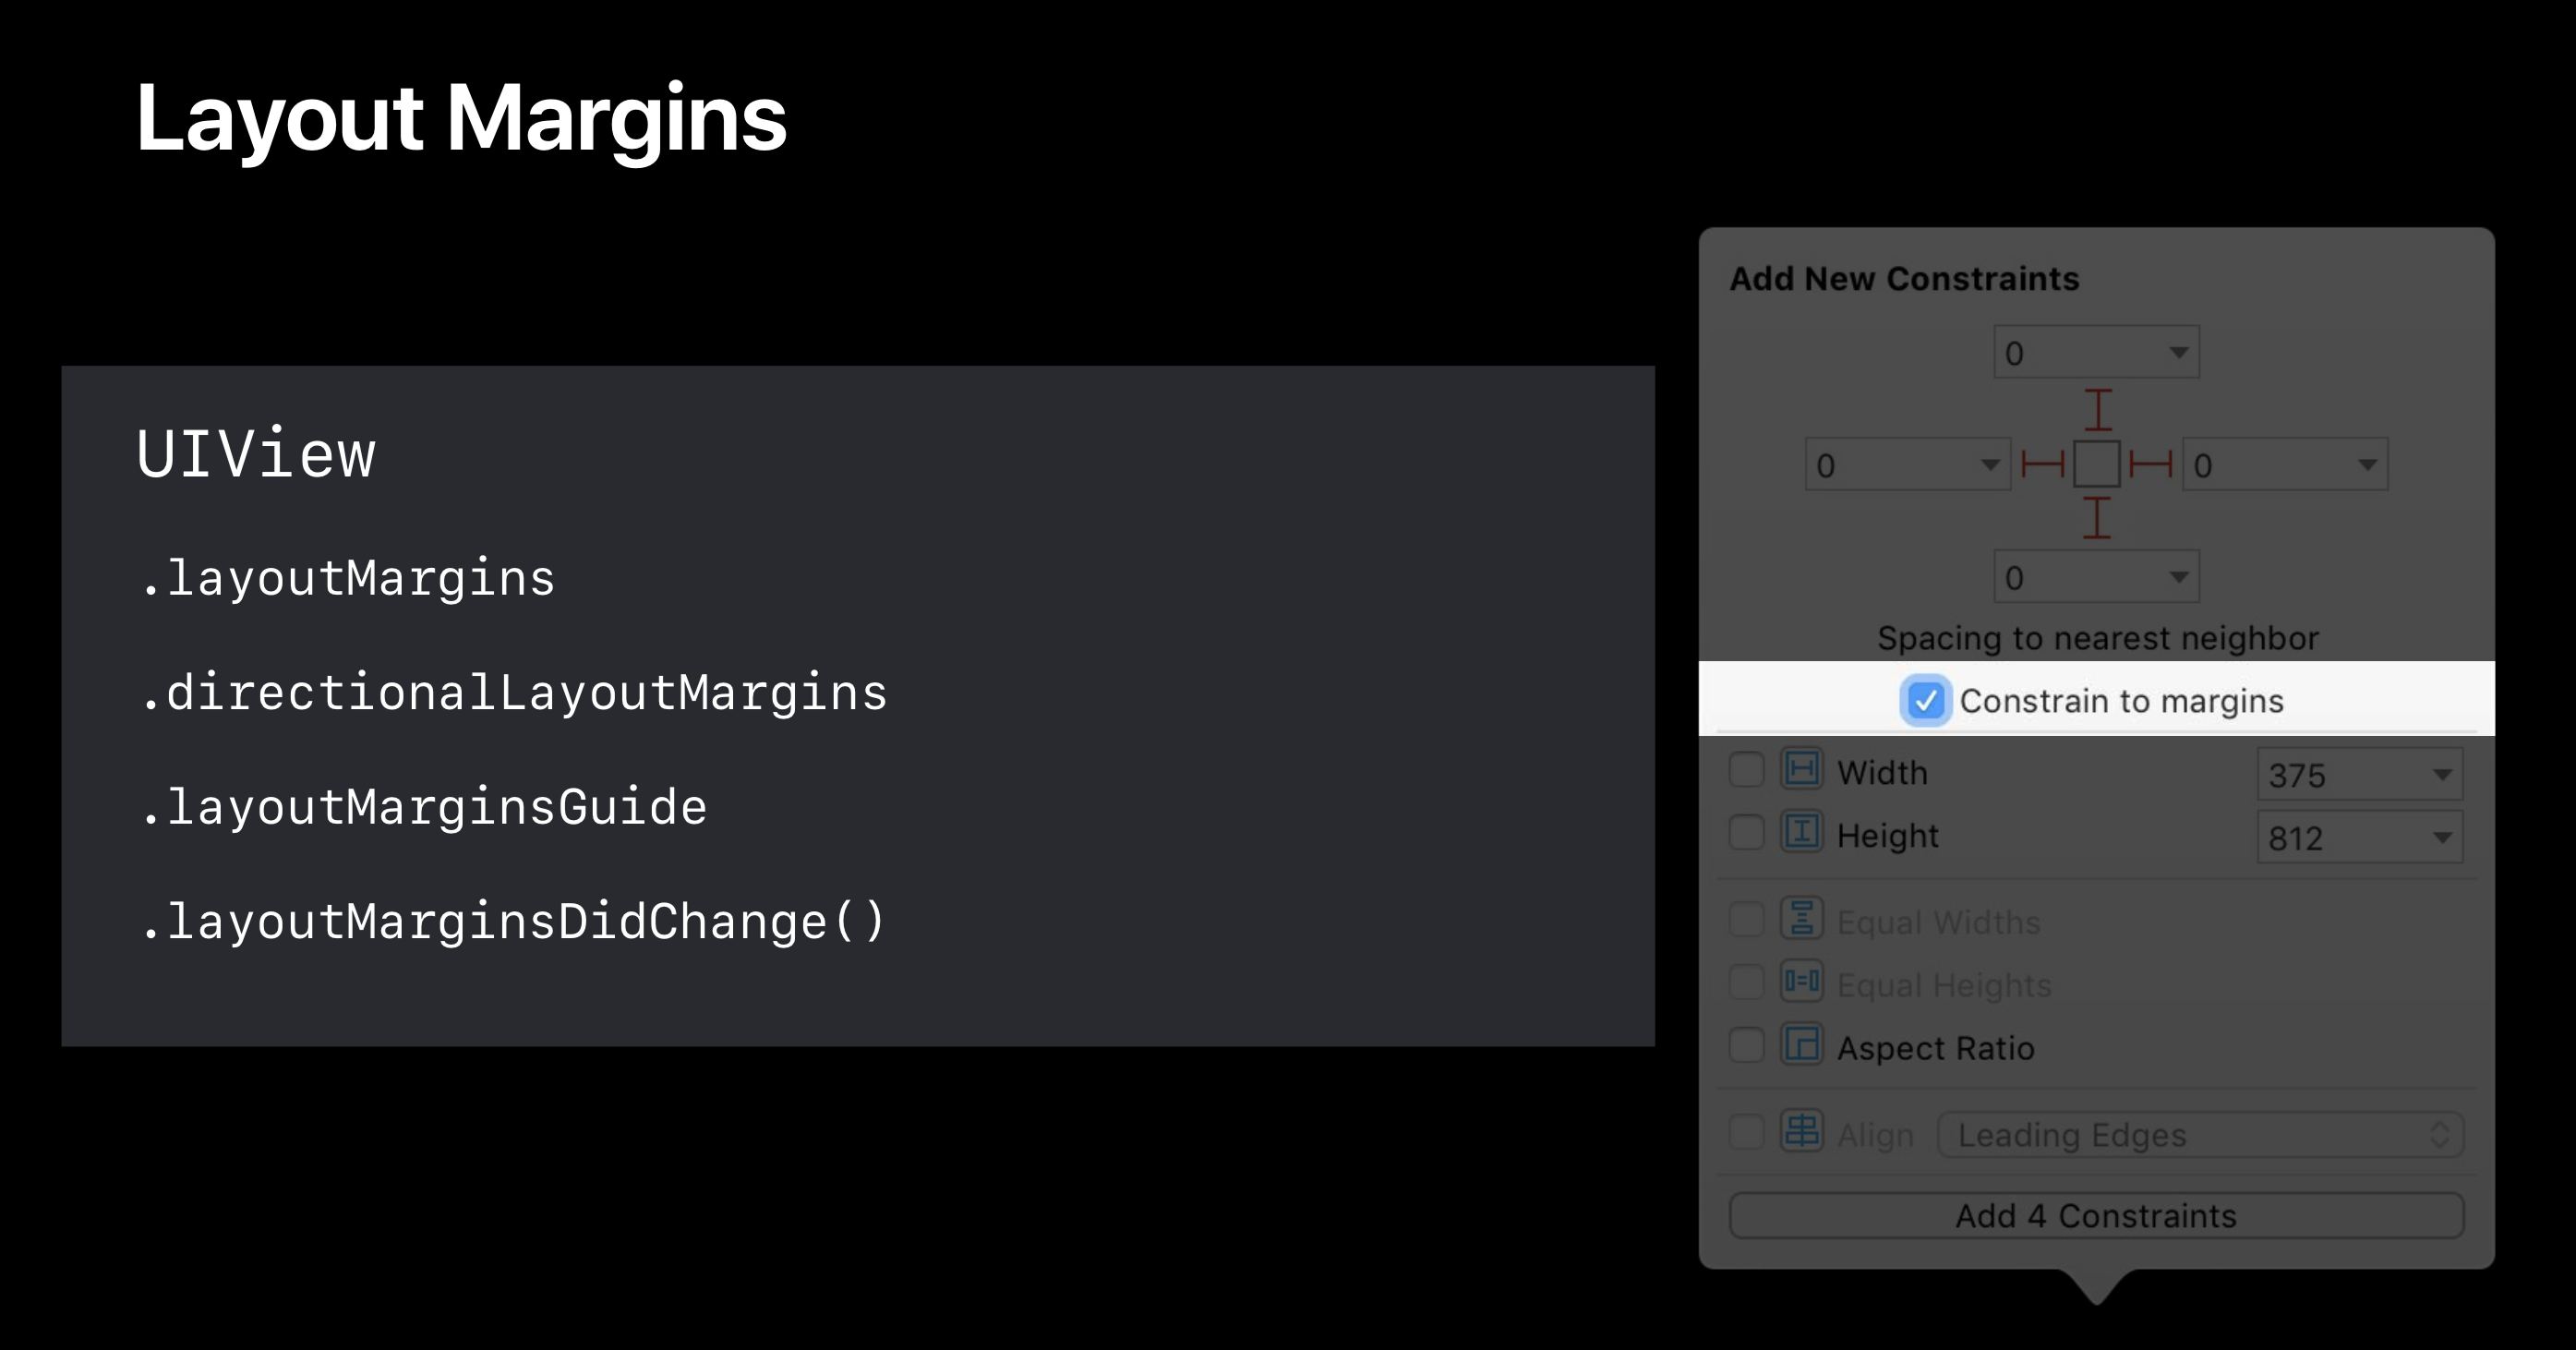 Layout Margins
UIView
.layoutMargins
.directionalLayoutMargins
.layoutMarginsGuide
.layoutMarginsDidChange()
Add New Constraints
0
0 0
0
Spacing to nearest neighbor
Constrain to margins
Width 375
Height 812
Equal Widths
Equal Heights
Aspect Ratio
Align Leading Edges
Add 4 Constraints